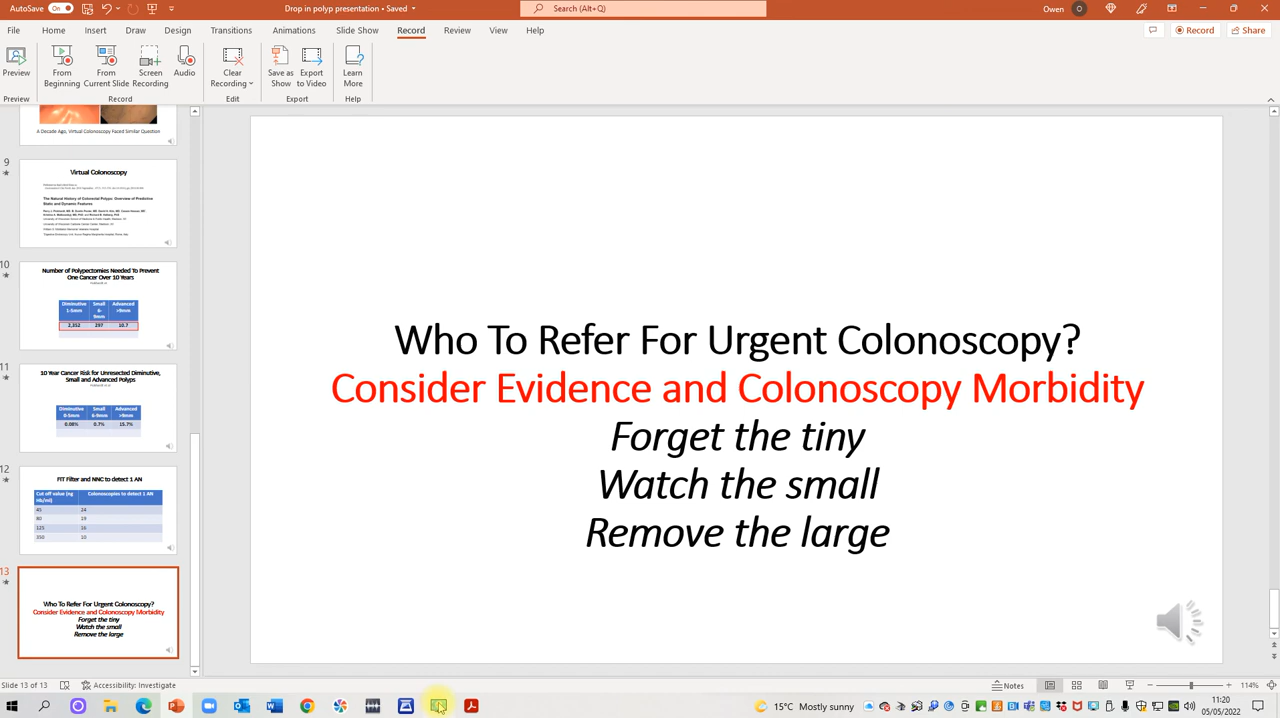 AutoSave
On
Drop in polyp presentation • Saved
Search (Alt+Q)
Owen
File
Home
Insert
Draw
Design
Transitions
Animations
Slide Show
Record
Review
View
Help
Record
Share
Preview
From Beginning
From Current Slide
Screen Recording
Audio
Clear Recording
Save as Show
Export to Video
Learn More
Preview
Record
Edit
Export
Help
A Decade Ago, Virtual Colonoscopy Faced Similar Question
9
Virtual Colonoscopy
The Natural History of Colorectal Polyps: Overview of Predictive
Static and Dynamic Features
10
Number of Polypectomies Needed To Prevent
One Cancer Over 10 Years
Diminutive 1-5mm
Small 6-9mm
Advanced >9mm
2,352
297
10.7
11
10 Year Cancer Risk for Unresected Diminutive,
Small and Advanced Polyps
Diminutive 0-5mm
Small 6-9mm
Advanced >9mm
0.08%
0.7%
15.7%
12
FIT Filter and NNC to detect 1 AN
Cut off value (ng Hb/ml)
Colonoscopies to detect 1 AN
45
24
80
19
125
16
350
10
13
Who To Refer For Urgent Colonoscopy?
Consider Evidence and Colonoscopy Morbidity
Forget the tiny
Watch the small
Remove the large
Who To Refer For Urgent Colonoscopy?
Consider Evidence and Colonoscopy Morbidity
Forget the tiny
Watch the small
Remove the large
Slide 13 of 13
Accessibility: Investigate
Notes
114%
15°C Mostly sunny
11:20
05/05/2022